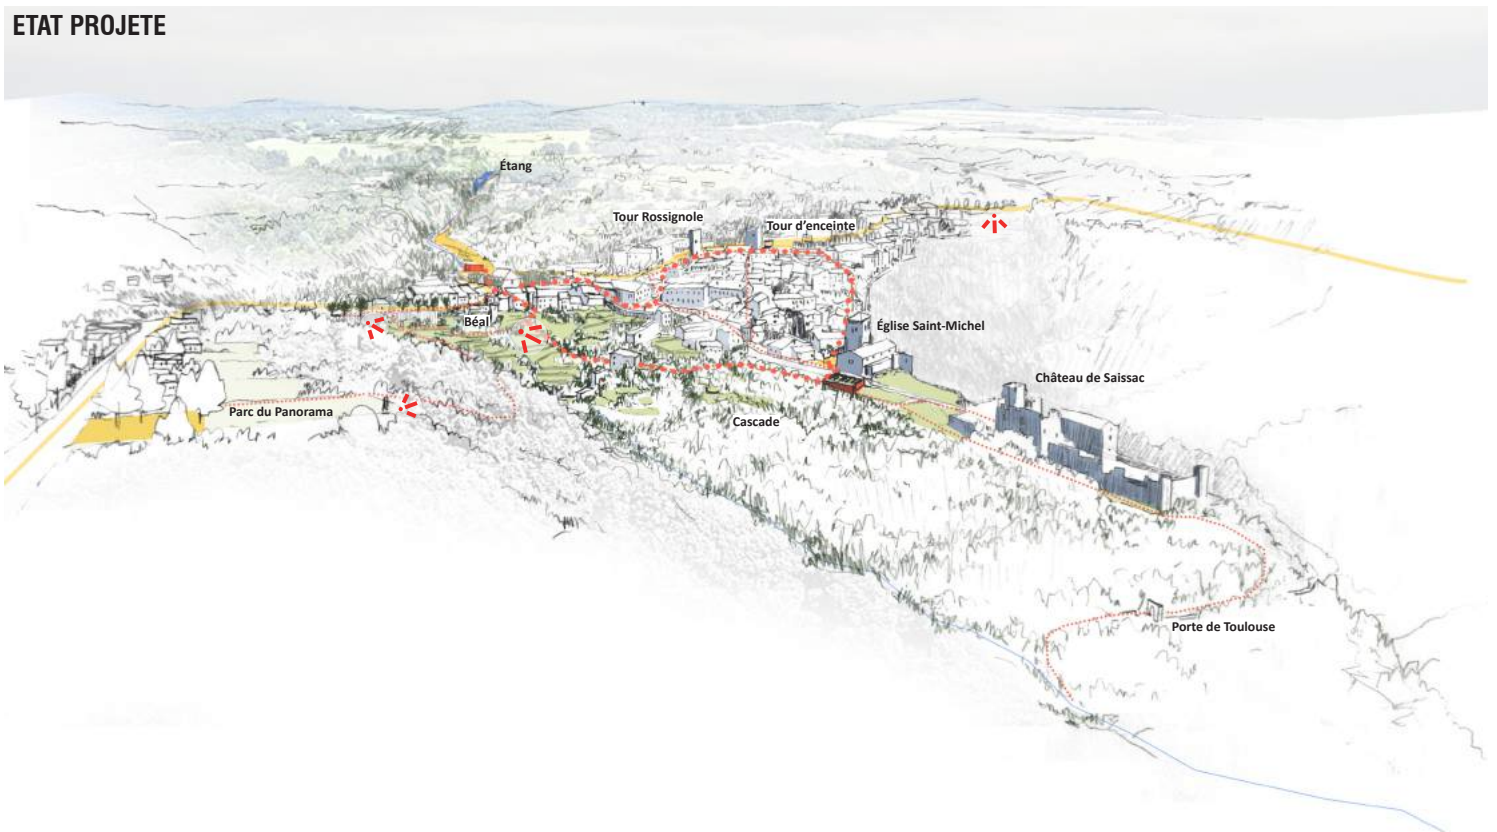 ETAT PROJETE
Étang
Tour Rossignole
Tour d'enceinte
Béal
Église Saint-Michel
Château de Saissac
Parc du Panorama
Cascade
Porte de Toulouse